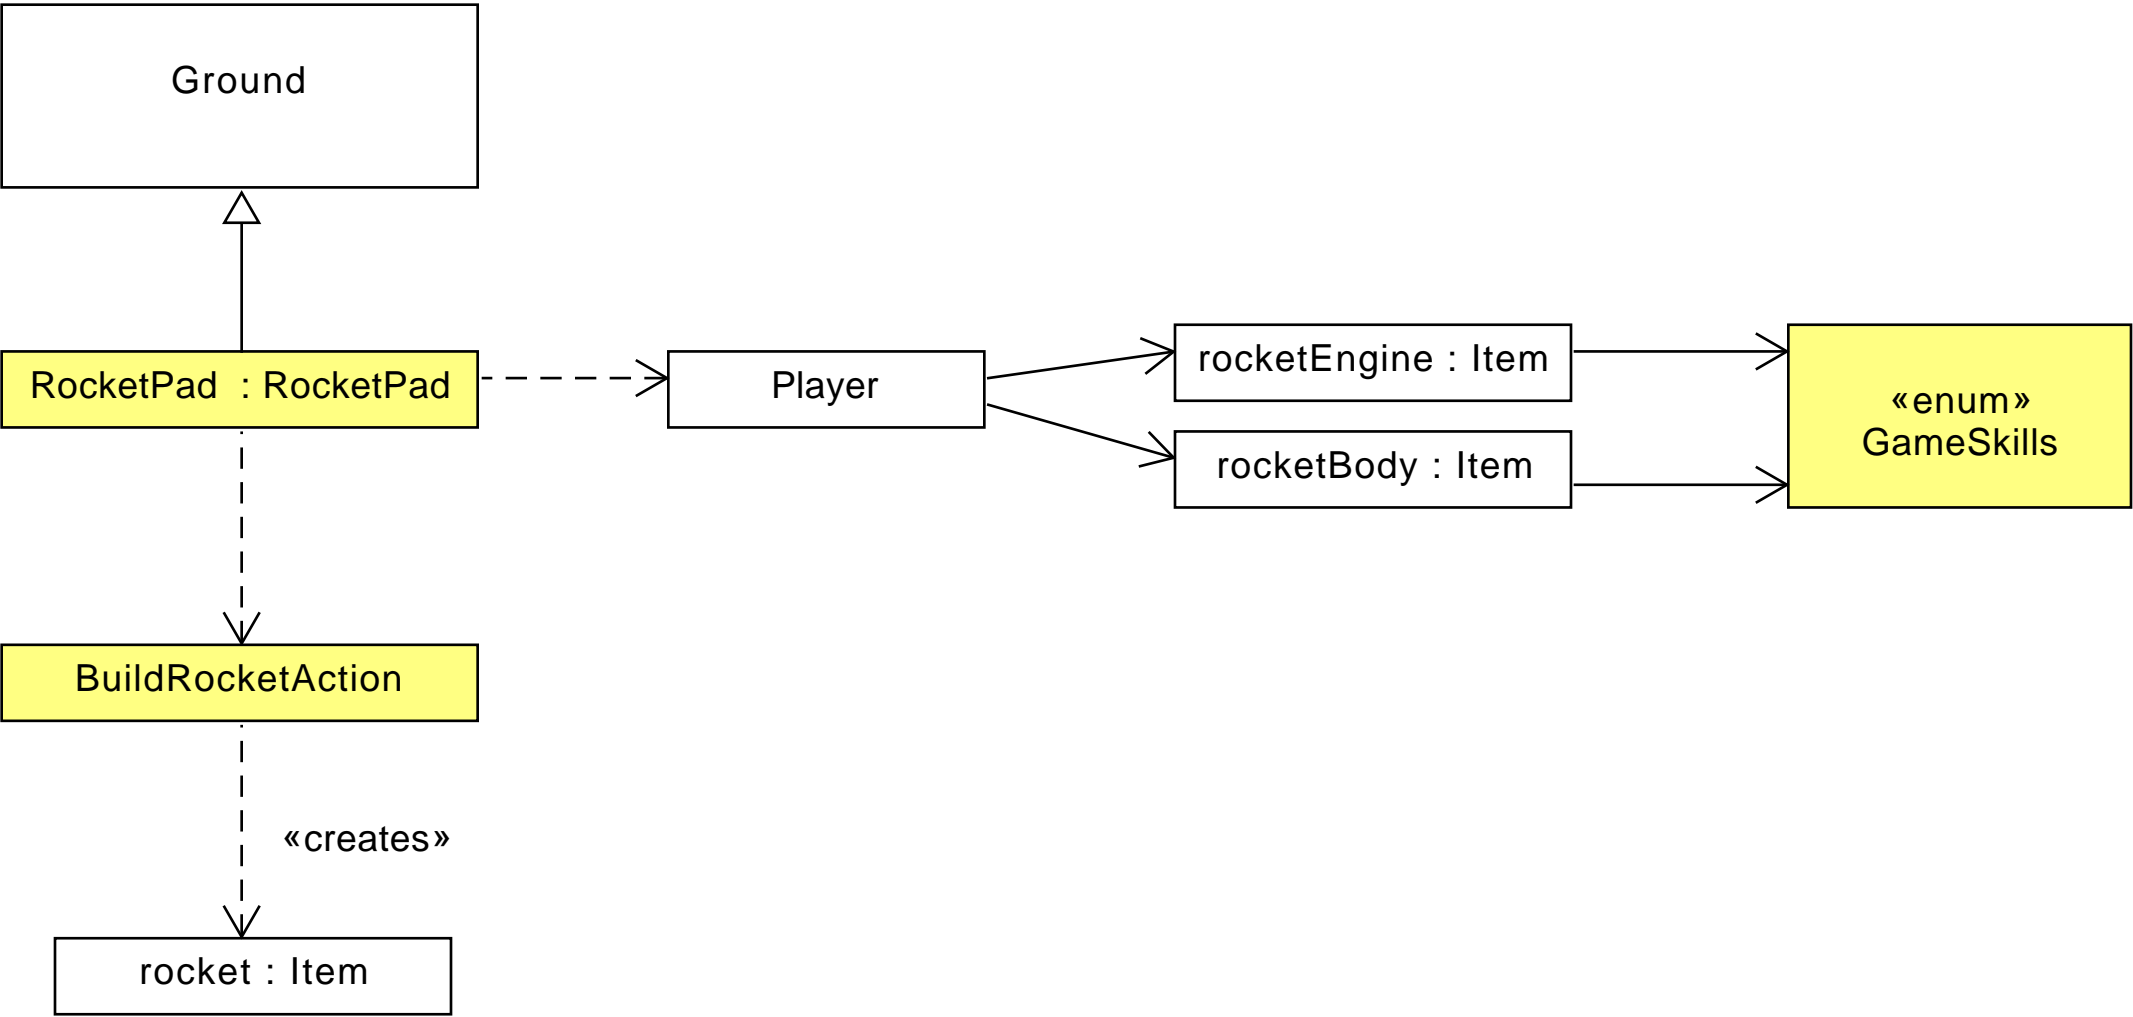 Ground
RocketPad : RocketPad
Player
rocketEngine : Item
rocketBody : Item
«enum»
GameSkills
BuildRocketAction
«creates»
rocket : Item